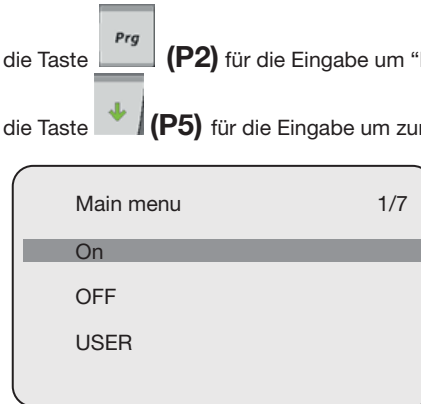 die Taste Prg (P2) für die Eingabe um "
die Taste (P5) für die Eingabe um zur
Main menu 1/7
On
OFF
USER